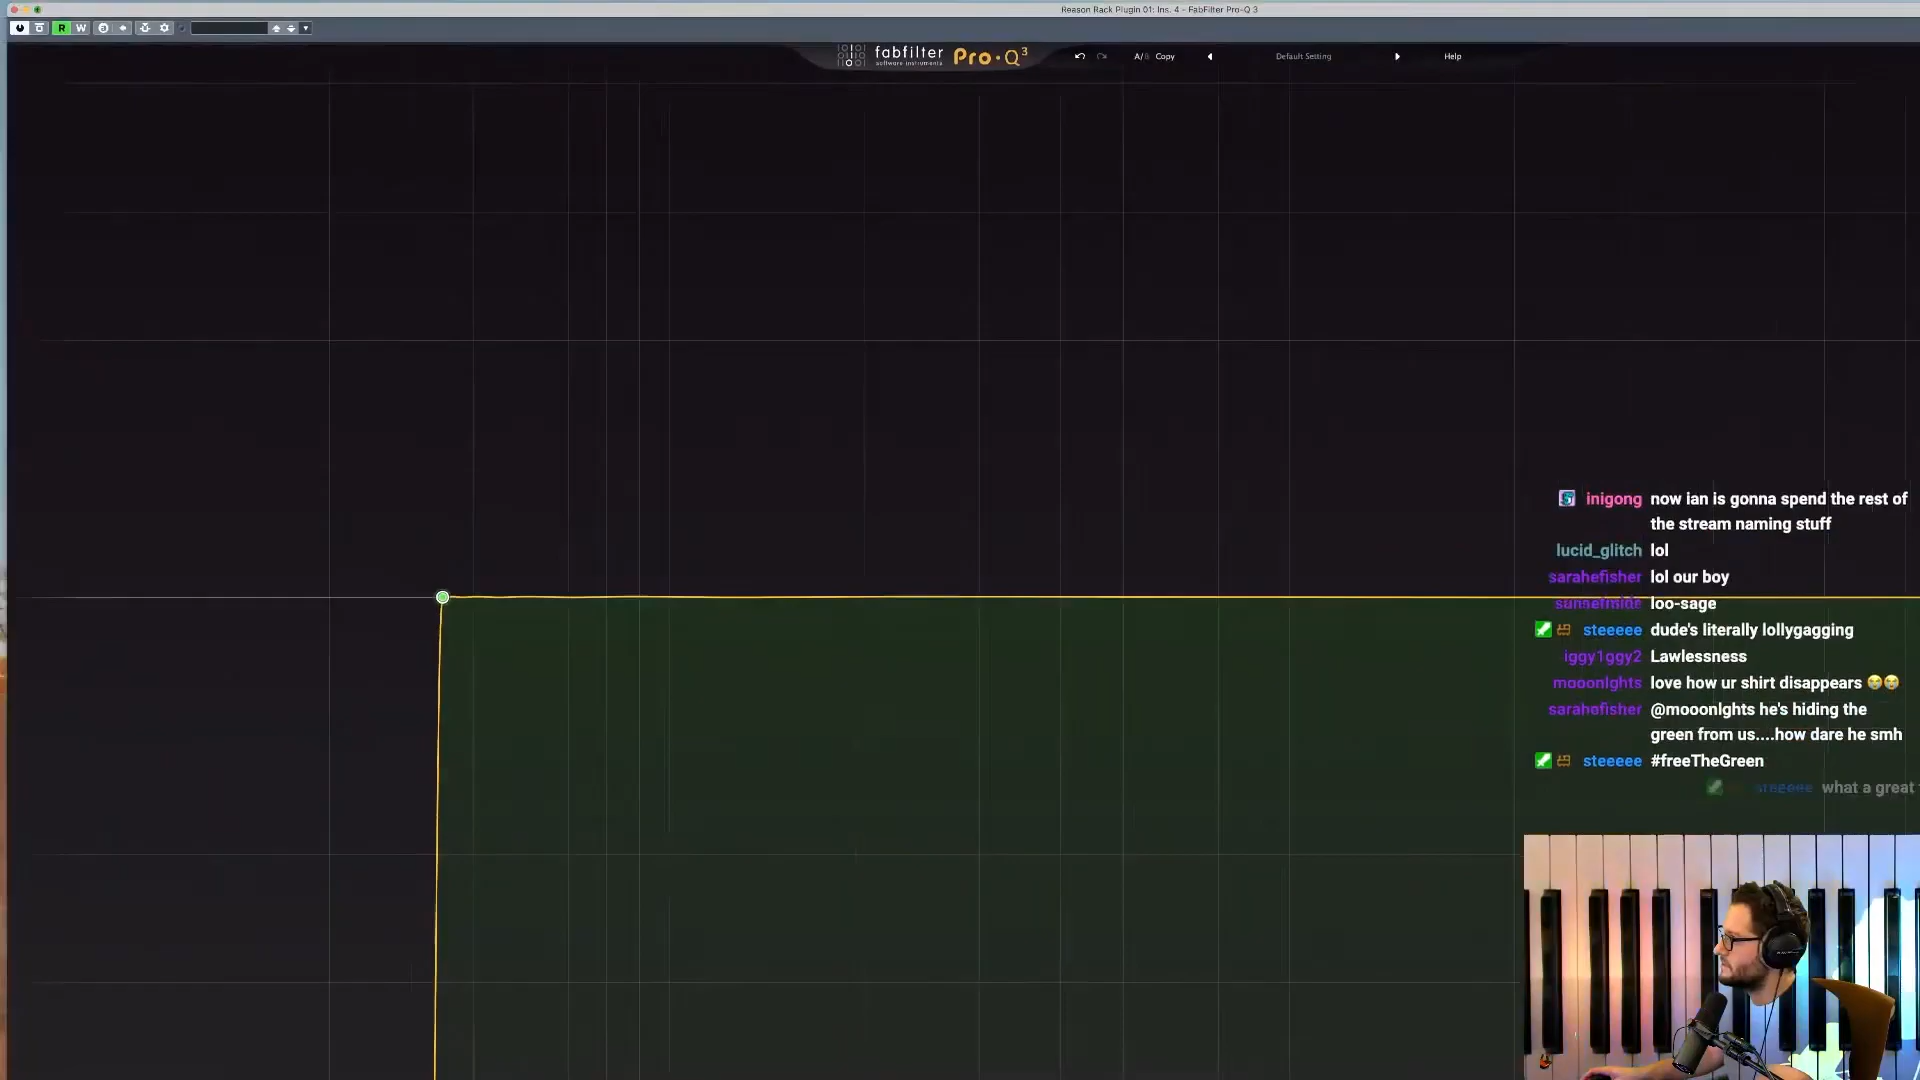 Reason Rack Plugin 01: Ins. 4 - FabFilter Pro-Q 3
R W
fabfilter
software instruments
Pro·Q3
A/B Copy
Default Setting
Help
inigong now ian is gonna spend the rest of
the stream naming stuff
lucid_glitch lol
sarahefisher lol our boy
loo-sage
steeeee dude's literally lollygagging
iggy1ggy2 Lawlessness
mooonlghts love how ur shirt disappears 😭😭
sarahefisher @mooonlghts he's hiding the
green from us....how dare he smh
steeeee #freeTheGreen
steeeee what a great